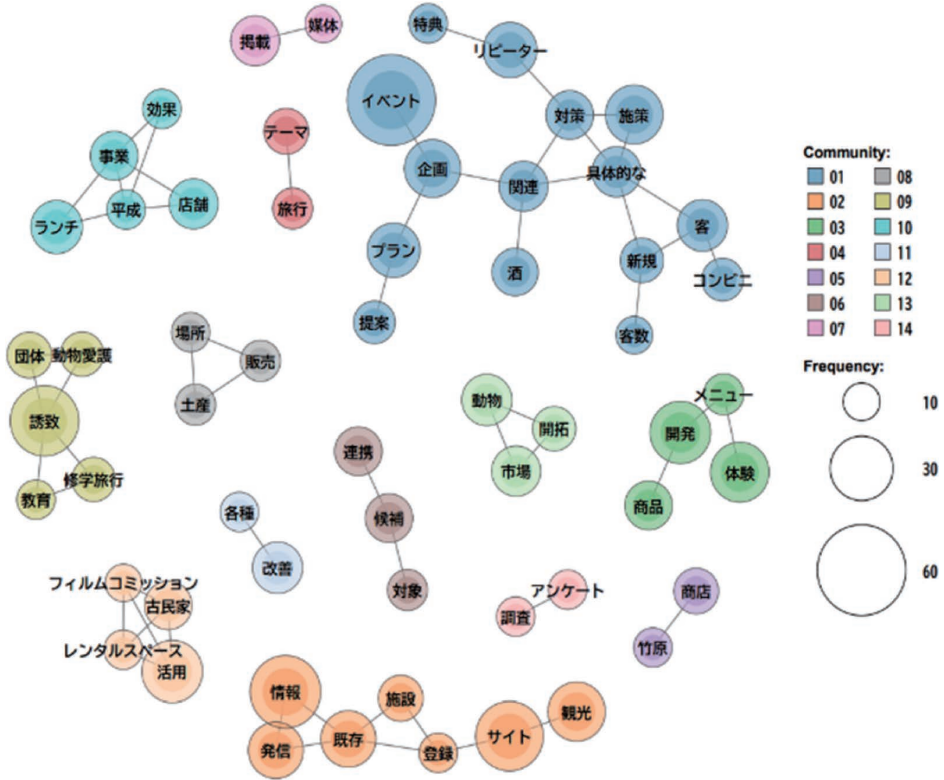 媒体
掲載
特典
リピーター
イベント
効果
テーマ
対策
施策
事業
企画
関連
具体的な
ランチ
平成
店舗
旅行
客
プラン
酒
新規
コンビニ
提案
客数
Community:
01
02
03
04
05
06
07
08
09
10
11
12
13
14
団体
動物愛護
場所
販売
土産
誘致
修学旅行
教育
動物
開拓
市場
メニュー
開発
体験
商品
連携
候補
対象
各種
改善
Frequency:
10
30
60
フィルムコミッション
古民家
レンタルスペース
活用
アンケート
調査
商店
竹原
情報
施設
観光
発信
既存
登録
サイト